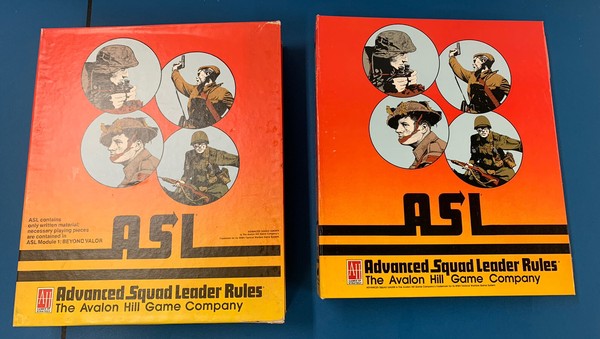 ASL contains
only written material;
necessary playing pieces
are contained in
ASL Module 1: BEYOND VALOR
ASL
AH
Advanced Squad Leader Rules
The Avalon Hill Game Company
ASL
AH
Advanced Squad Leader Rules
The Avalon Hill Game Company